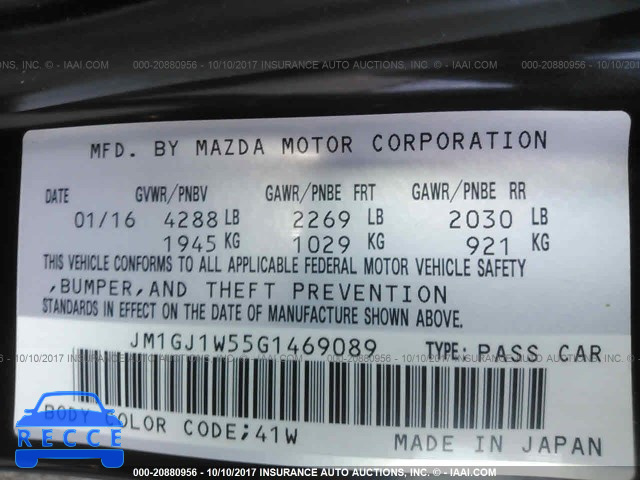 000-20880956 - 10/10/2017 INSURANCE AUTO AUCTIONS, INC. - IAAI.COM
MFD. BY MAZDA MOTOR CORPORATION
DATE GVWR/PNBV GAWR/PNBE FRT GAWR/PNBE RR
01/16 4288 LB 2269 LB 2030 LB
1945 KG 1029 KG 921 KG
THIS VEHICLE CONFORMS TO ALL APPLICABLE FEDERAL MOTOR VEHICLE SAFETY
,BUMPER,AND THEFT PREVENTION
STANDARDS IN EFFECT ON THE DATE OF MANUFACTURE SHOWN ABOVE.
JM1GJ1W55G1469089 TYPE: PASS CAR
BODY COLOR CODE;41W
MADE IN JAPAN
000-20880956 - 10/10/2017 INSURANCE AUTO AUCTIONS, INC. - IAAI.COM